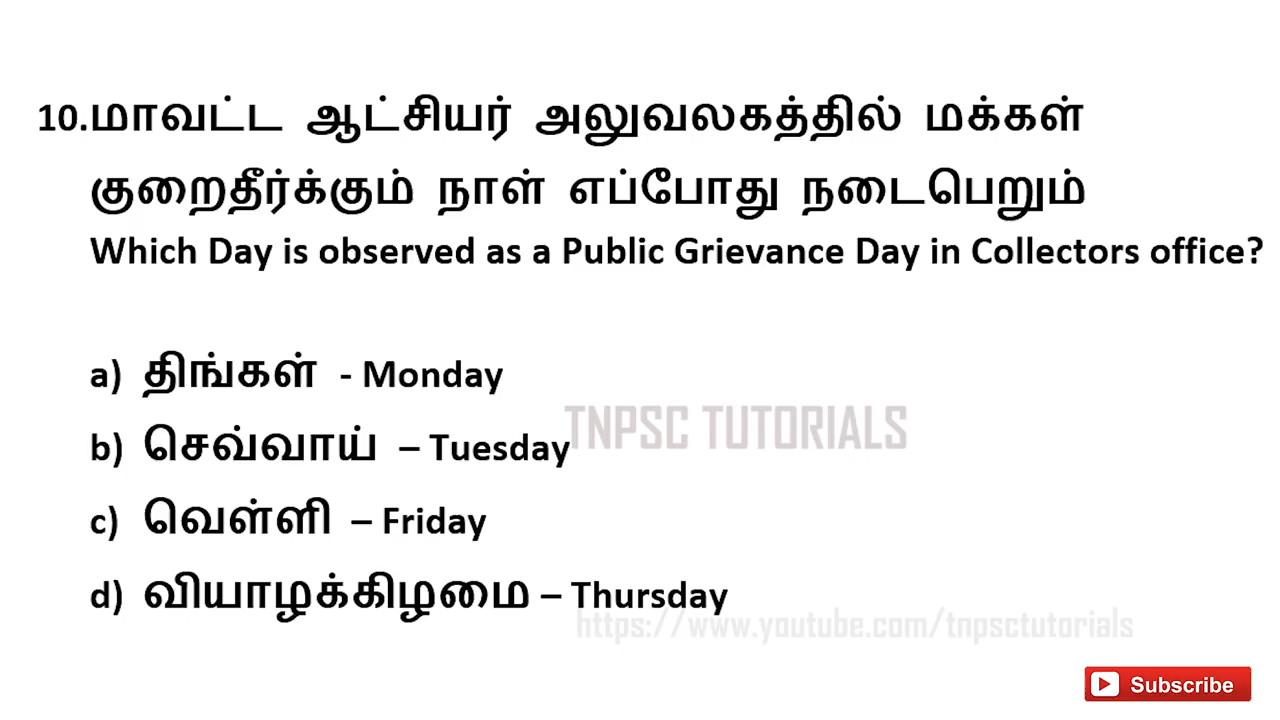 10.மாவட்ட ஆட்சியர் அலுவலகத்தில் மக்கள்
குறைதீர்க்கும் நாள் எப்போது நடைபெறும்
Which Day is observed as a Public Grievance Day in Collectors office?
a) திங்கள் - Monday
TNPSC TUTORIALS
b) செவ்வாய் – Tuesday
c) வெள்ளி – Friday
d) வியாழக்கிழமை – Thursday
https://www.youtube.com/tnpsctutorials
Subscribe